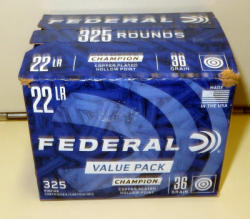 FEDERAL
325 ROUNDS
22 LR
CHAMPION
COPPER PLATED
HOLLOW POINT
36
GRAIN
MADE
IN THE USA
22 LR
FEDERAL
VALUE PACK
325
CHAMPION
COPPER PLATED
HOLLOW POINT
36
GRAIN